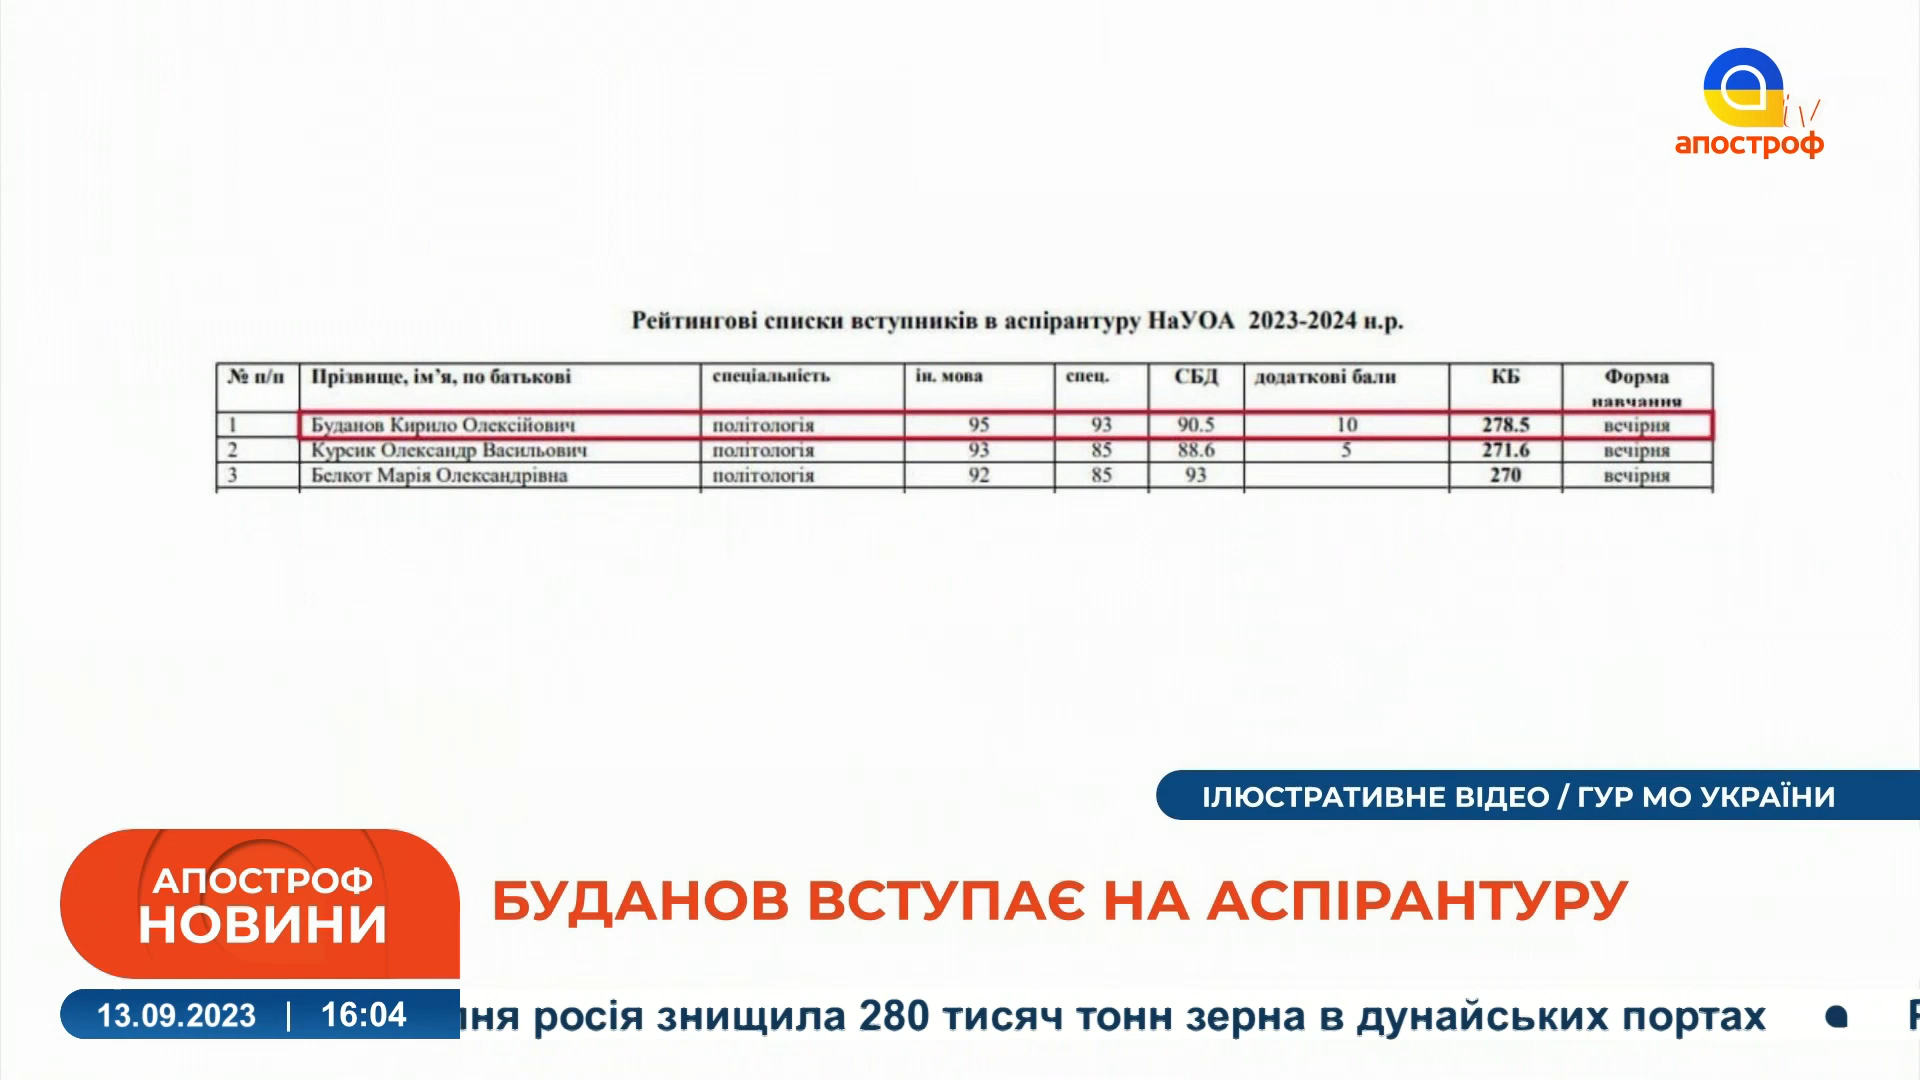 tv
апостроф
Рейтингові списки вступників в аспірантуру НаУОА 2023-2024 н.р.
№ п/п Прізвище, ім’я, по батькові спеціальність ін. мова спец. СБД додаткові бали КБ Форма навчання
1 Буданов Кирило Олексійович політологія 95 93 90.5 10 278.5 вечірня
2 Курсик Олександр Васильович політологія 93 85 88.6 5 271.6 вечірня
3 Белкот Марія Олександрівна політологія 92 85 93 270 вечірня
ІЛЮСТРАТИВНЕ ВІДЕО / ГУР МО УКРАЇНИ
АПОСТРОФ
НОВИНИ
БУДАНОВ ВСТУПАЄ НА АСПІРАНТУРУ
13.09.2023 | 16:04
росія знищила 280 тисяч тонн зерна в дунайських портах